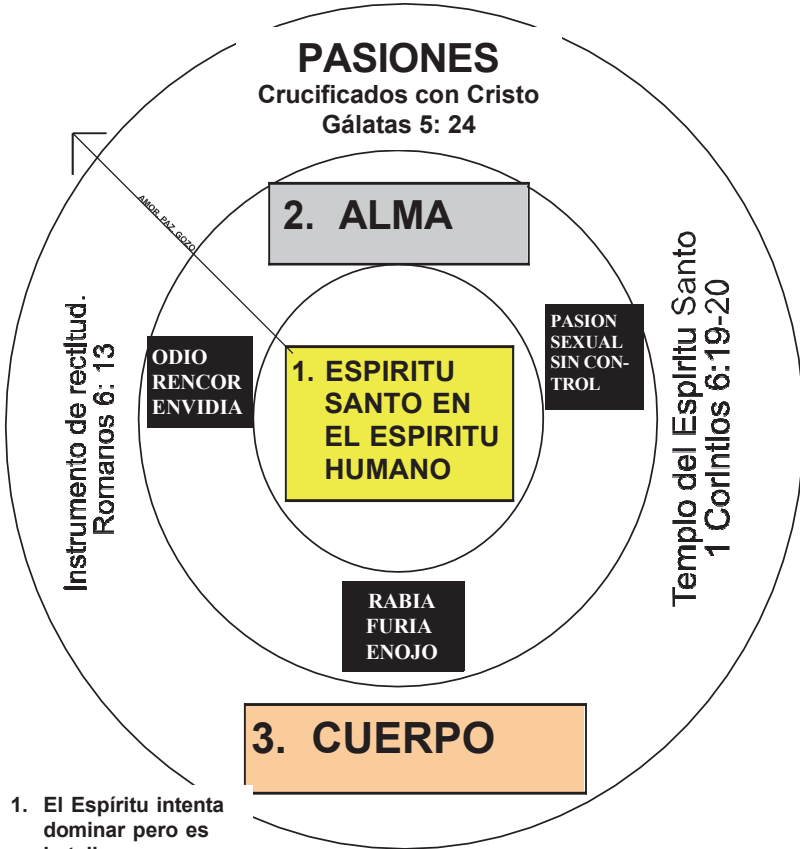 PASIONES
Crucificados con Cristo
Gálatas 5: 24
AMOR PAZ GOZO
2. ALMA
Instrumento de rectitud.
Romanos 6: 13
ODIO
RENCOR
ENVIDIA
1. ESPIRITU
SANTO EN
EL ESPIRITU
HUMANO
PASION
SEXUAL
SIN CON-
TROL
Templo del Espiritu Santo
1 Corintios 6:19-20
RABIA
FURIA
ENOJO
3. CUERPO
1. El Espíritu intenta
dominar pero es